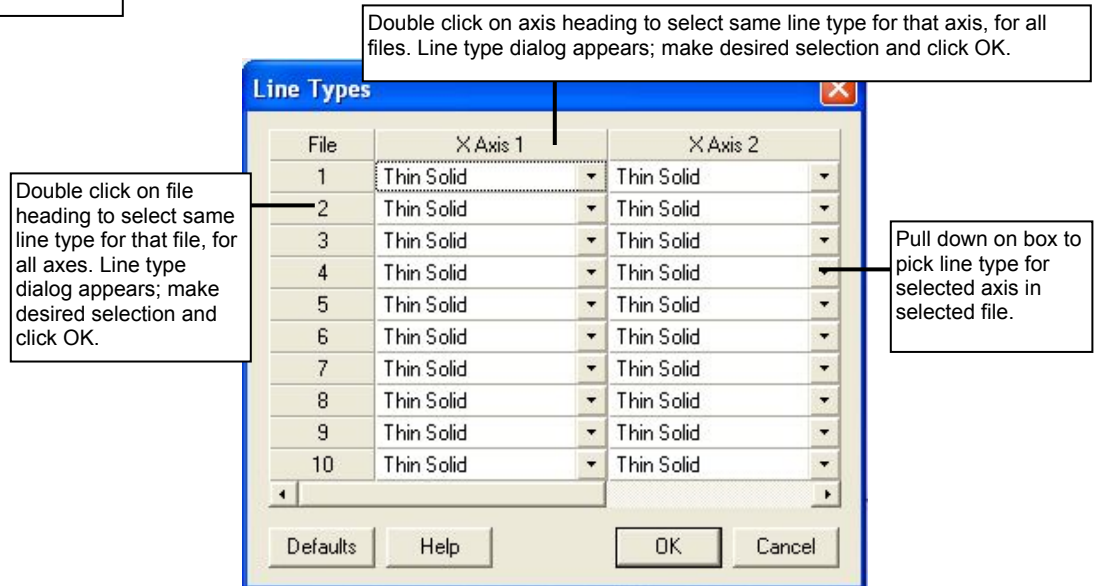 Double click on axis heading to select same line type for that axis, for all
files. Line type dialog appears; make desired selection and click OK.
Line Types
File X Axis 1 X Axis 2
1 Thin Solid Thin Solid
2 Thin Solid Thin Solid
3 Thin Solid Thin Solid
4 Thin Solid Thin Solid
5 Thin Solid Thin Solid
6 Thin Solid Thin Solid
7 Thin Solid Thin Solid
8 Thin Solid Thin Solid
9 Thin Solid Thin Solid
10 Thin Solid Thin Solid
Defaults Help OK Cancel
Double click on file
heading to select same
line type for that file, for
all axes. Line type
dialog appears; make
desired selection and
click OK.
Pull down on box to
pick line type for
selected axis in
selected file.